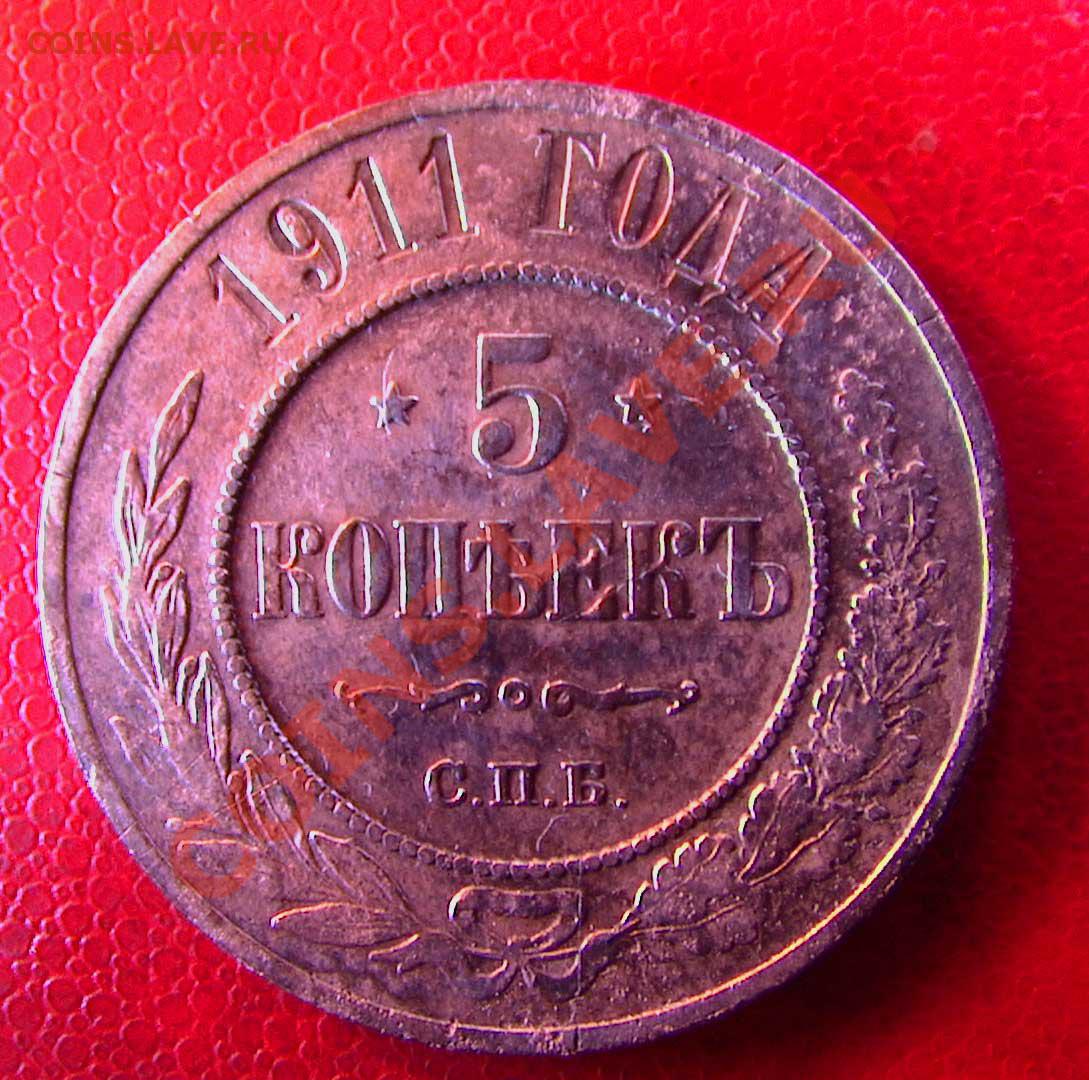 COINS.LAVE.RU
1911 ГОДА
5
КОПѢЕКЪ
С.П.Б.
COINS.LAVE.RU